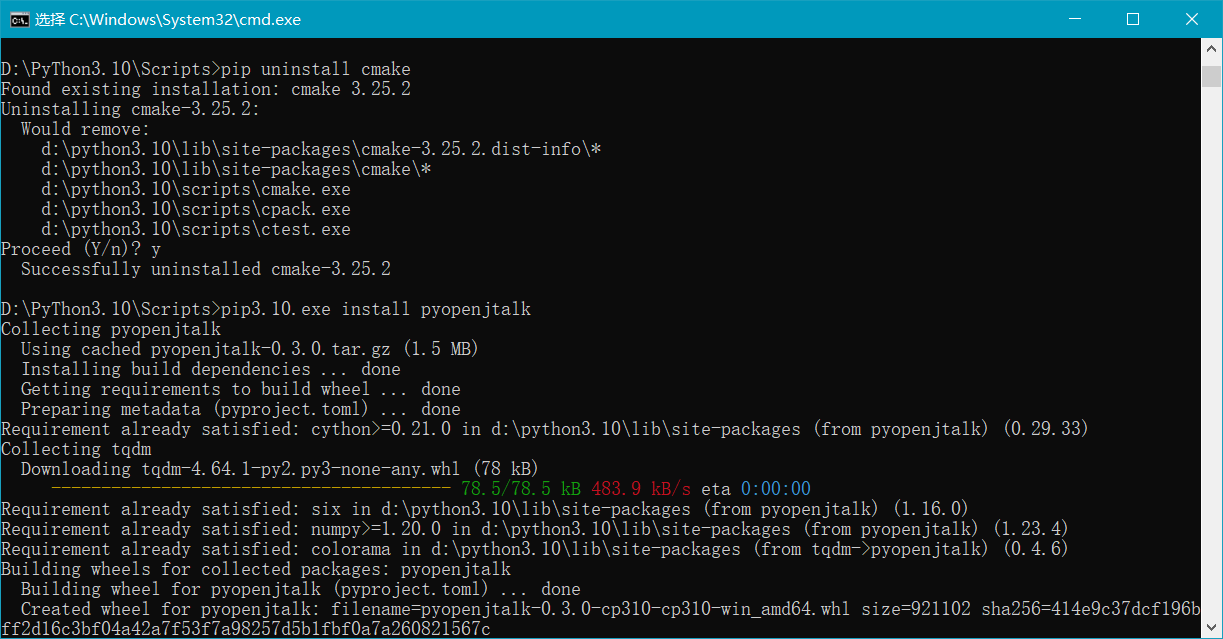 选择 C:\Windows\System32\cmd.exe
D:\PyThon3.10\Scripts>pip uninstall cmake
Found existing installation: cmake 3.25.2
Uninstalling cmake-3.25.2:
  Would remove:
    d:\python3.10\lib\site-packages\cmake-3.25.2.dist-info\*
    d:\python3.10\lib\site-packages\cmake\*
    d:\python3.10\scripts\cmake.exe
    d:\python3.10\scripts\cpack.exe
    d:\python3.10\scripts\ctest.exe
Proceed (Y/n)? y
  Successfully uninstalled cmake-3.25.2
D:\PyThon3.10\Scripts>pip3.10.exe install pyopenjtalk
Collecting pyopenjtalk
  Using cached pyopenjtalk-0.3.0.tar.gz (1.5 MB)
  Installing build dependencies ... done
  Getting requirements to build wheel ... done
  Preparing metadata (pyproject.toml) ... done
Requirement already satisfied: cython>=0.21.0 in d:\python3.10\lib\site-packages (from pyopenjtalk) (0.29.33)
Collecting tqdm
  Downloading tqdm-4.64.1-py2.py3-none-any.whl (78 kB)
     ---------------------------------------- 78.5/78.5 kB 483.9 kB/s eta 0:00:00
Requirement already satisfied: six in d:\python3.10\lib\site-packages (from pyopenjtalk) (1.16.0)
Requirement already satisfied: numpy>=1.20.0 in d:\python3.10\lib\site-packages (from pyopenjtalk) (1.23.4)
Requirement already satisfied: colorama in d:\python3.10\lib\site-packages (from tqdm->pyopenjtalk) (0.4.6)
Building wheels for collected packages: pyopenjtalk
  Building wheel for pyopenjtalk (pyproject.toml) ... done
  Created wheel for pyopenjtalk: filename=pyopenjtalk-0.3.0-cp310-cp310-win_amd64.whl size=921102 sha256=414e9c37dcf196b
ff2d16c3bf04a42a7f53f7a98257d5b1fbf0a7a260821567c